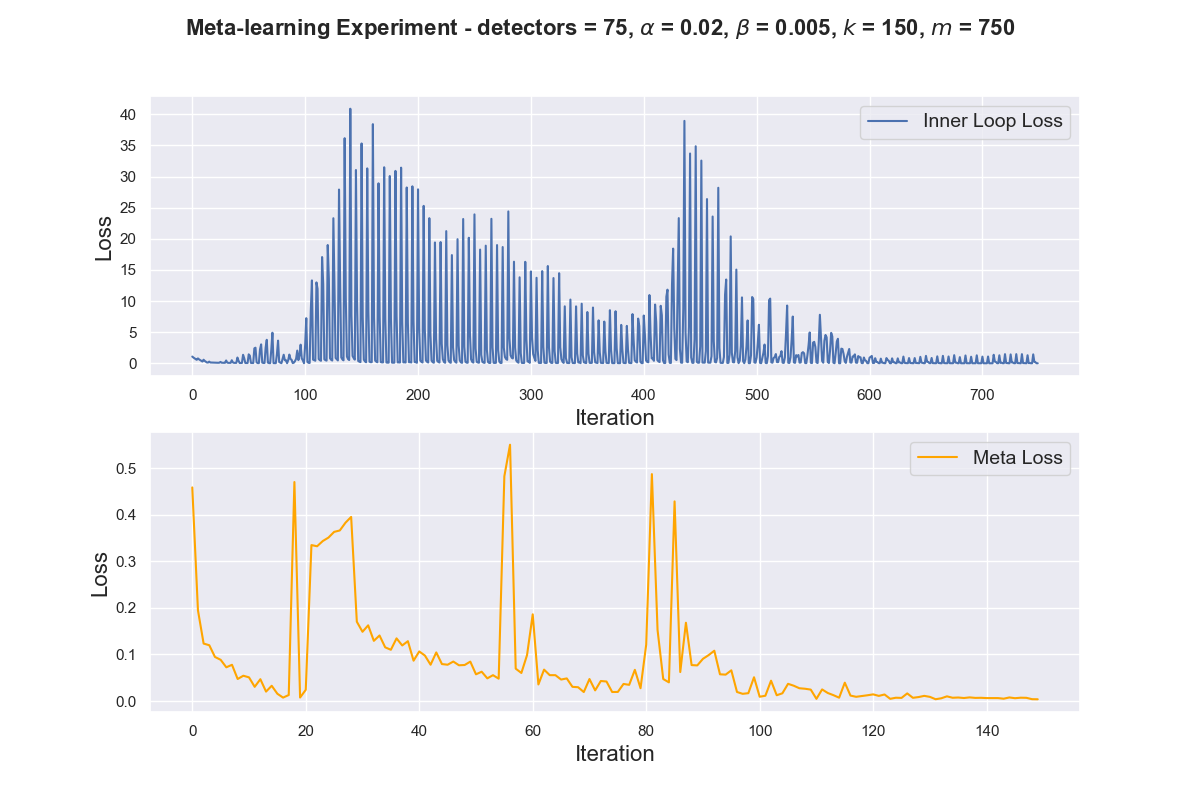 Meta-learning Experiment - detectors = 75, α = 0.02, β = 0.005, k = 150, m = 750
40
35
30
25
20
15
10
5
0
Loss
Inner Loop Loss
0 100 200 300 400 500 600 700
Iteration
0.5
0.4
0.3
0.2
0.1
0.0
Loss
Meta Loss
0 20 40 60 80 100 120 140
Iteration